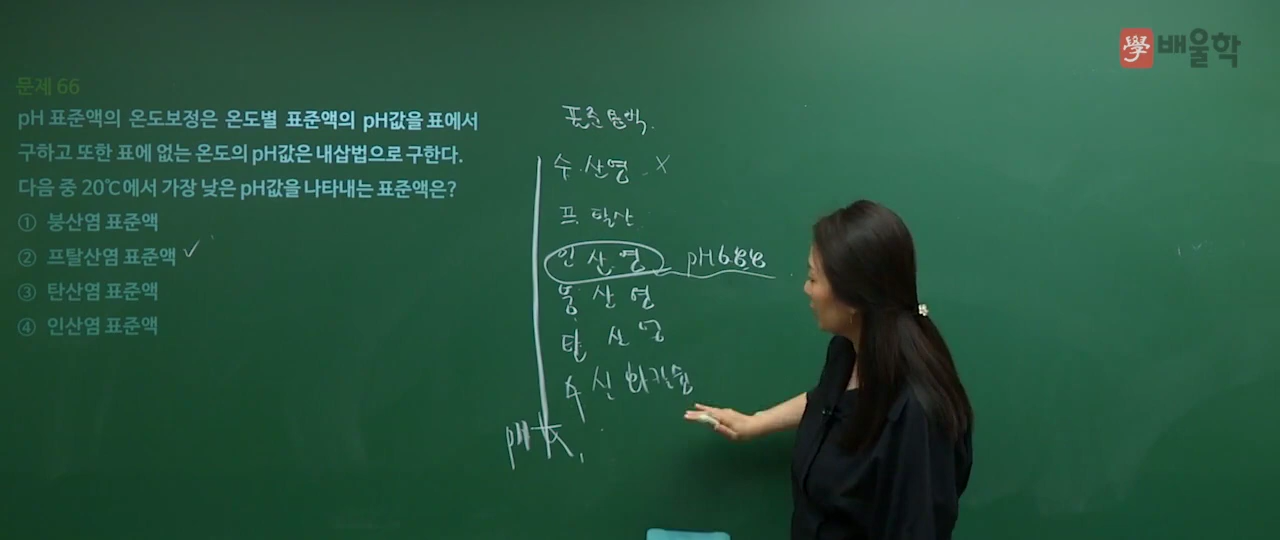 學 배울학
문제 66
pH 표준액의 온도보정은 온도별 표준액의 pH값을 표에서
구하고 또한 표에 없는 온도의 pH값은 내삽법으로 구한다.
다음 중 20℃에서 가장 낮은 pH값을 나타내는 표준액은?
① 붕산염 표준액
② 프탈산염 표준액 ✓
③ 탄산염 표준액
④ 인산염 표준액
표준용액.
수산염 X
프탈산
인산염 pH 6.88
붕산염
탄산염
수산화칼슘
pH